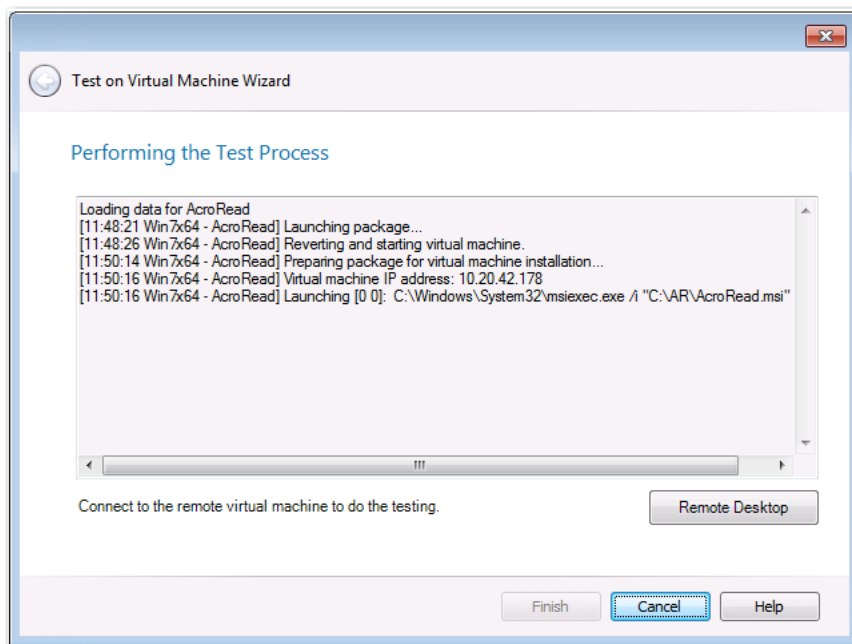 Test on Virtual Machine Wizard
Performing the Test Process
Loading data for AcroRead
[11:48:21 Win7x64 - AcroRead] Launching package...
[11:48:26 Win7x64 - AcroRead] Reverting and starting virtual machine.
[11:50:14 Win7x64 - AcroRead] Preparing package for virtual machine installation...
[11:50:16 Win7x64 - AcroRead] Virtual machine IP address: 10.20.42.178
[11:50:16 Win7x64 - AcroRead] Launching [0 0]:  C:\Windows\System32\msiexec.exe /i "C:\AR\AcroRead.msi"
Connect to the remote virtual machine to do the testing.
Remote Desktop
Finish
Cancel
Help